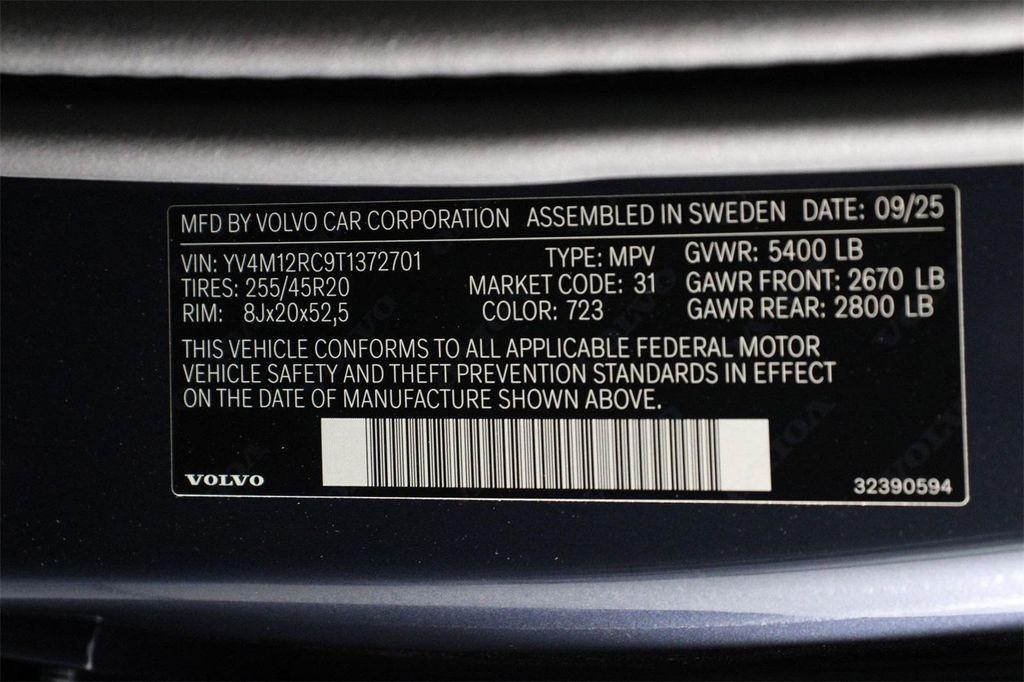 MFD BY VOLVO CAR CORPORATION ASSEMBLED IN SWEDEN DATE: 09/25
VIN: YV4M12RC9T1372701 TYPE: MPV GVWR: 5400 LB
TIRES: 255/45R20 MARKET CODE: 31 GAWR FRONT: 2670 LB
RIM: 8Jx20x52,5 COLOR: 723 GAWR REAR: 2800 LB
THIS VEHICLE CONFORMS TO ALL APPLICABLE FEDERAL MOTOR
VEHICLE SAFETY AND THEFT PREVENTION STANDARDS IN EFFECT
ON THE DATE OF MANUFACTURE SHOWN ABOVE.
VOLVO 32390594